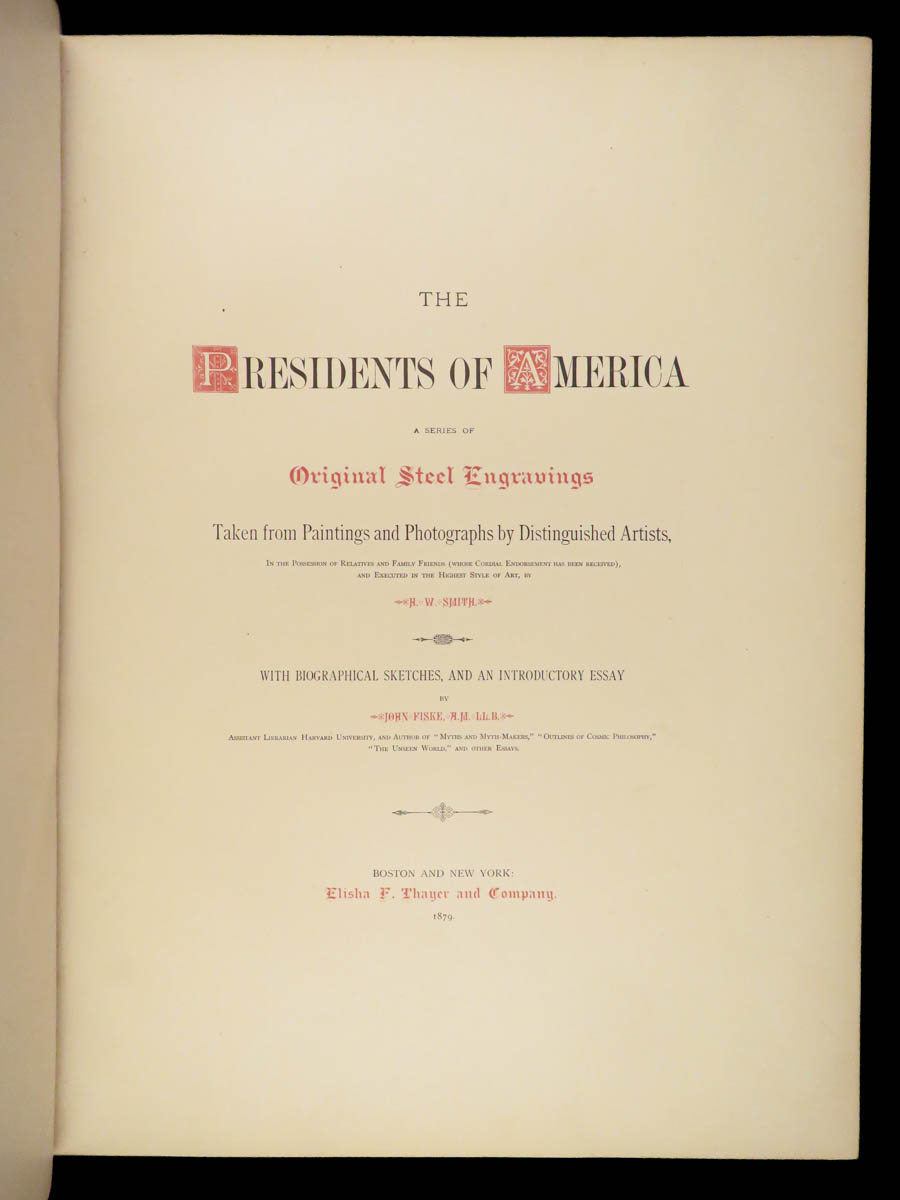 THE
PRESIDENTS OF AMERICA
A SERIES OF
Original Steel Engravings
Taken from Paintings and Photographs by Distinguished Artists,
In the Possession of Relatives and Family Friends (whose Cordial Endorsement has been received),
and Executed in the Highest Style of Art, by
H. W. SMITH.
WITH BIOGRAPHICAL SKETCHES, AND AN INTRODUCTORY ESSAY
BY
JOHN FISKE, A.M. LL.B.
Assistant Librarian Harvard University, and Author of "Myths and Myth-Makers," "Outlines of Cosmic Philosophy,"
"The Unseen World," and other Essays.
BOSTON AND NEW YORK:
Elisha F. Thayer and Company.
1879.